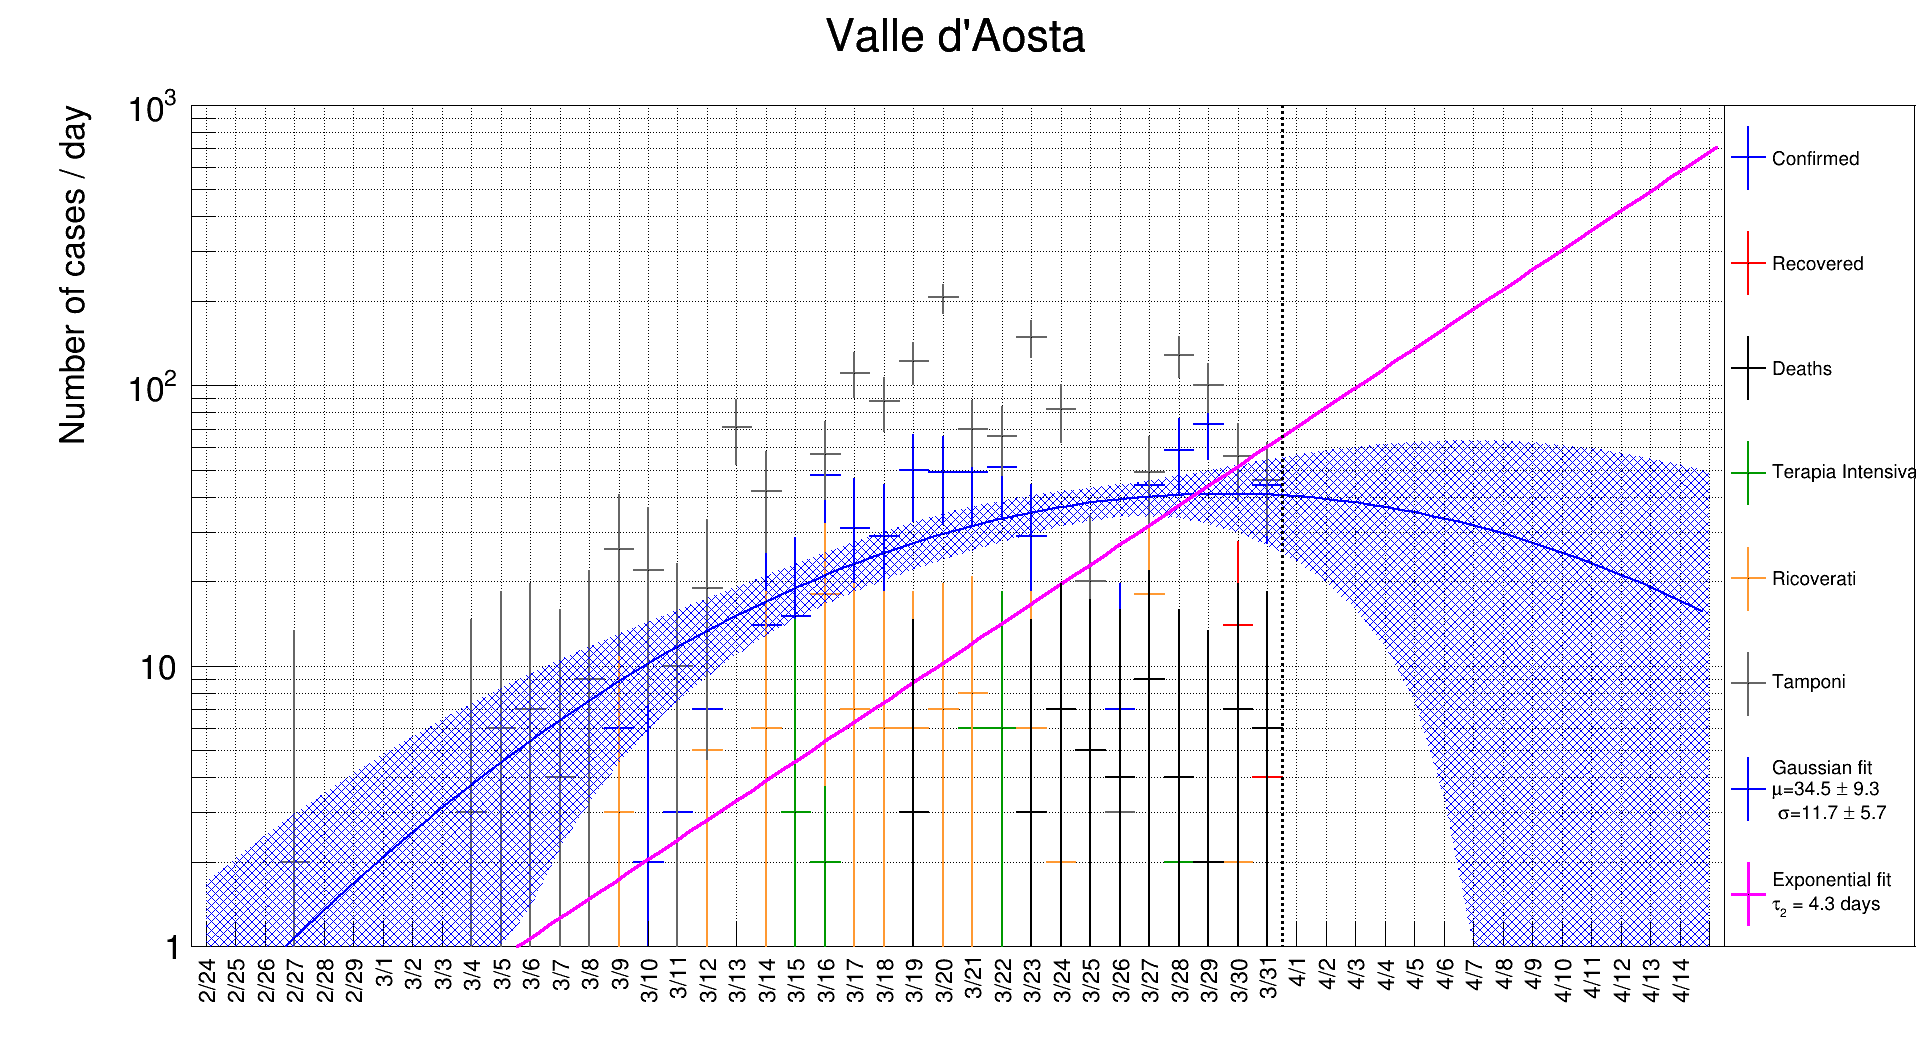 Valle d'Aosta
Number of cases / day
10³
10²
10
1
2/24 2/25 2/26 2/27 2/28 2/29 3/1 3/2 3/3 3/4 3/5 3/6 3/7 3/8 3/9 3/10 3/11 3/12 3/13 3/14 3/15 3/16 3/17 3/18 3/19 3/20 3/21 3/22 3/23 3/24 3/25 3/26 3/27 3/28 3/29 3/30 3/31 4/1 4/2 4/3 4/4 4/5 4/6 4/7 4/8 4/9 4/10 4/11 4/12 4/13 4/14
Confirmed
Recovered
Deaths
Terapia Intensiva
Ricoverati
Tamponi
Gaussian fit
μ=34.5 ± 9.3
σ=11.7 ± 5.7
Exponential fit
τ₂ = 4.3 days